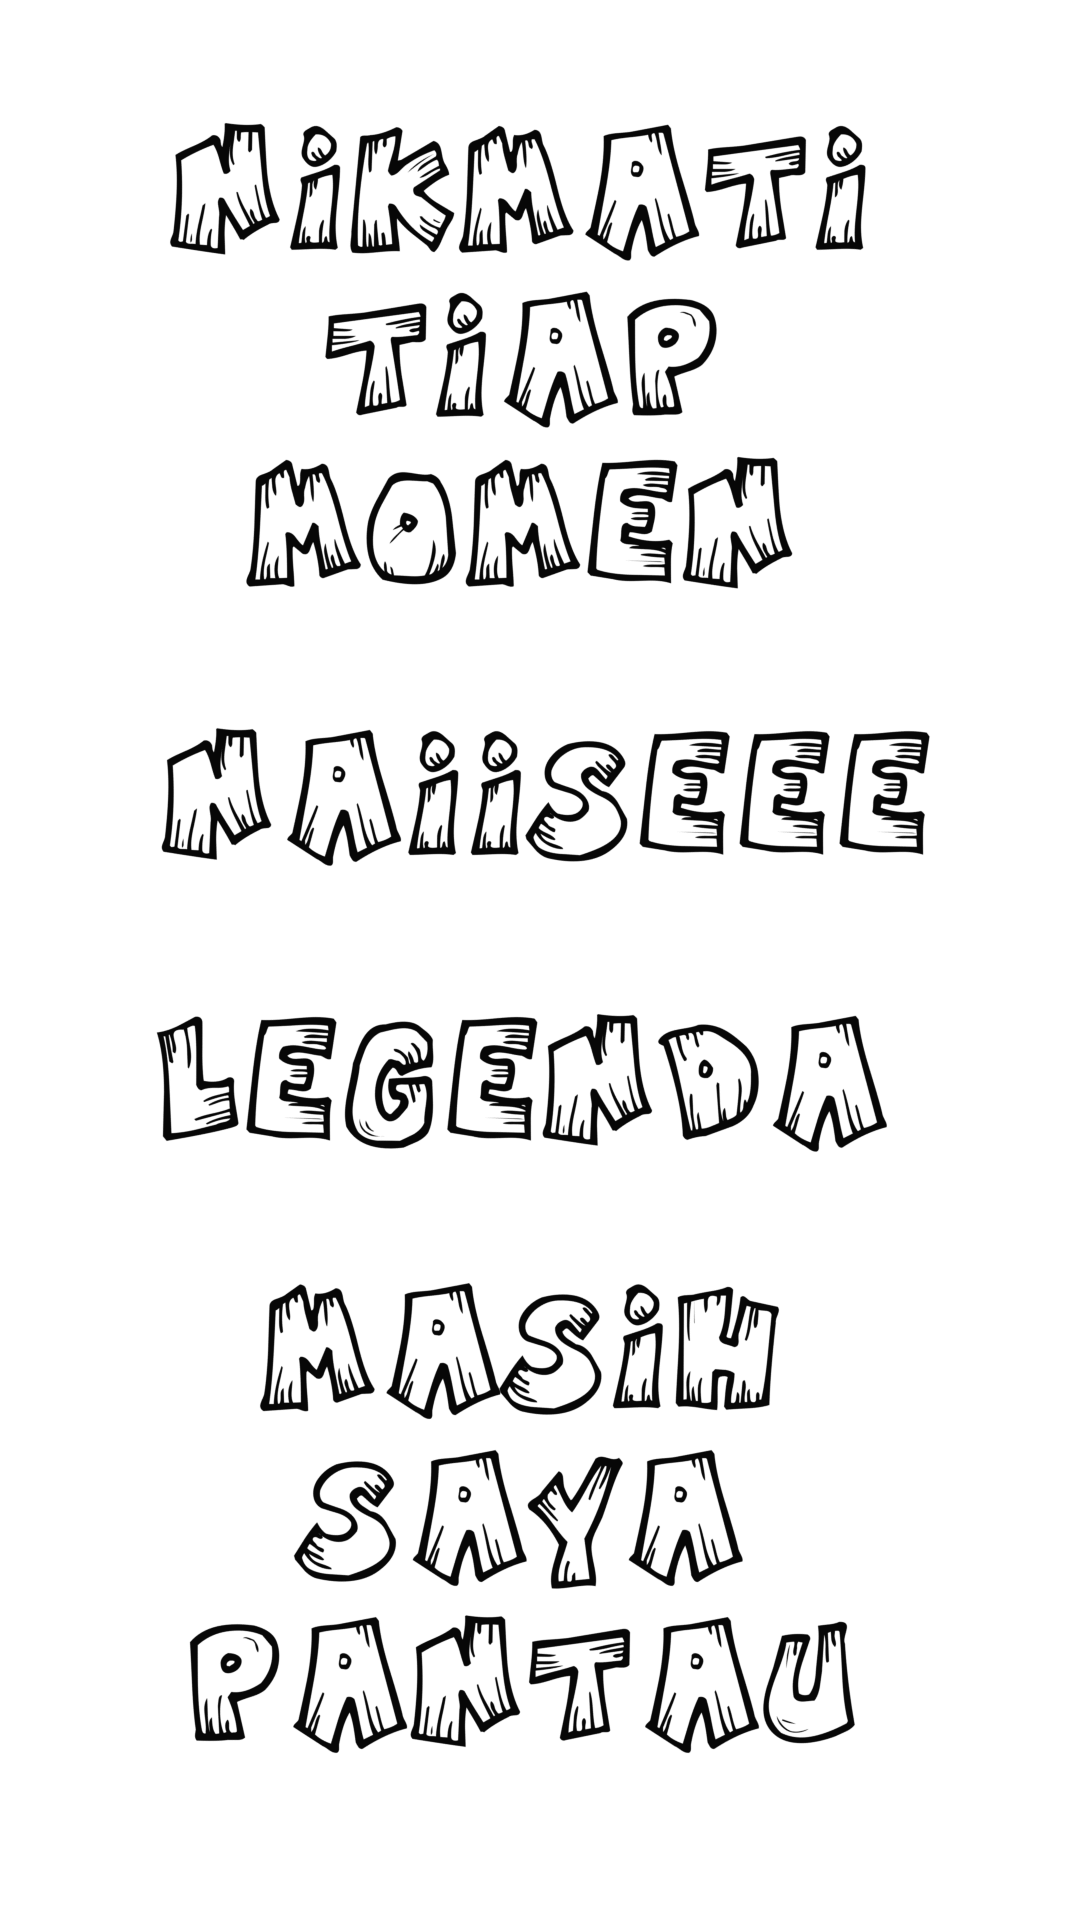 NiKMATi
TiAP
MOMEN
NAiiSEEE
LEGENDA
MASiH
SAYA
PANTAU